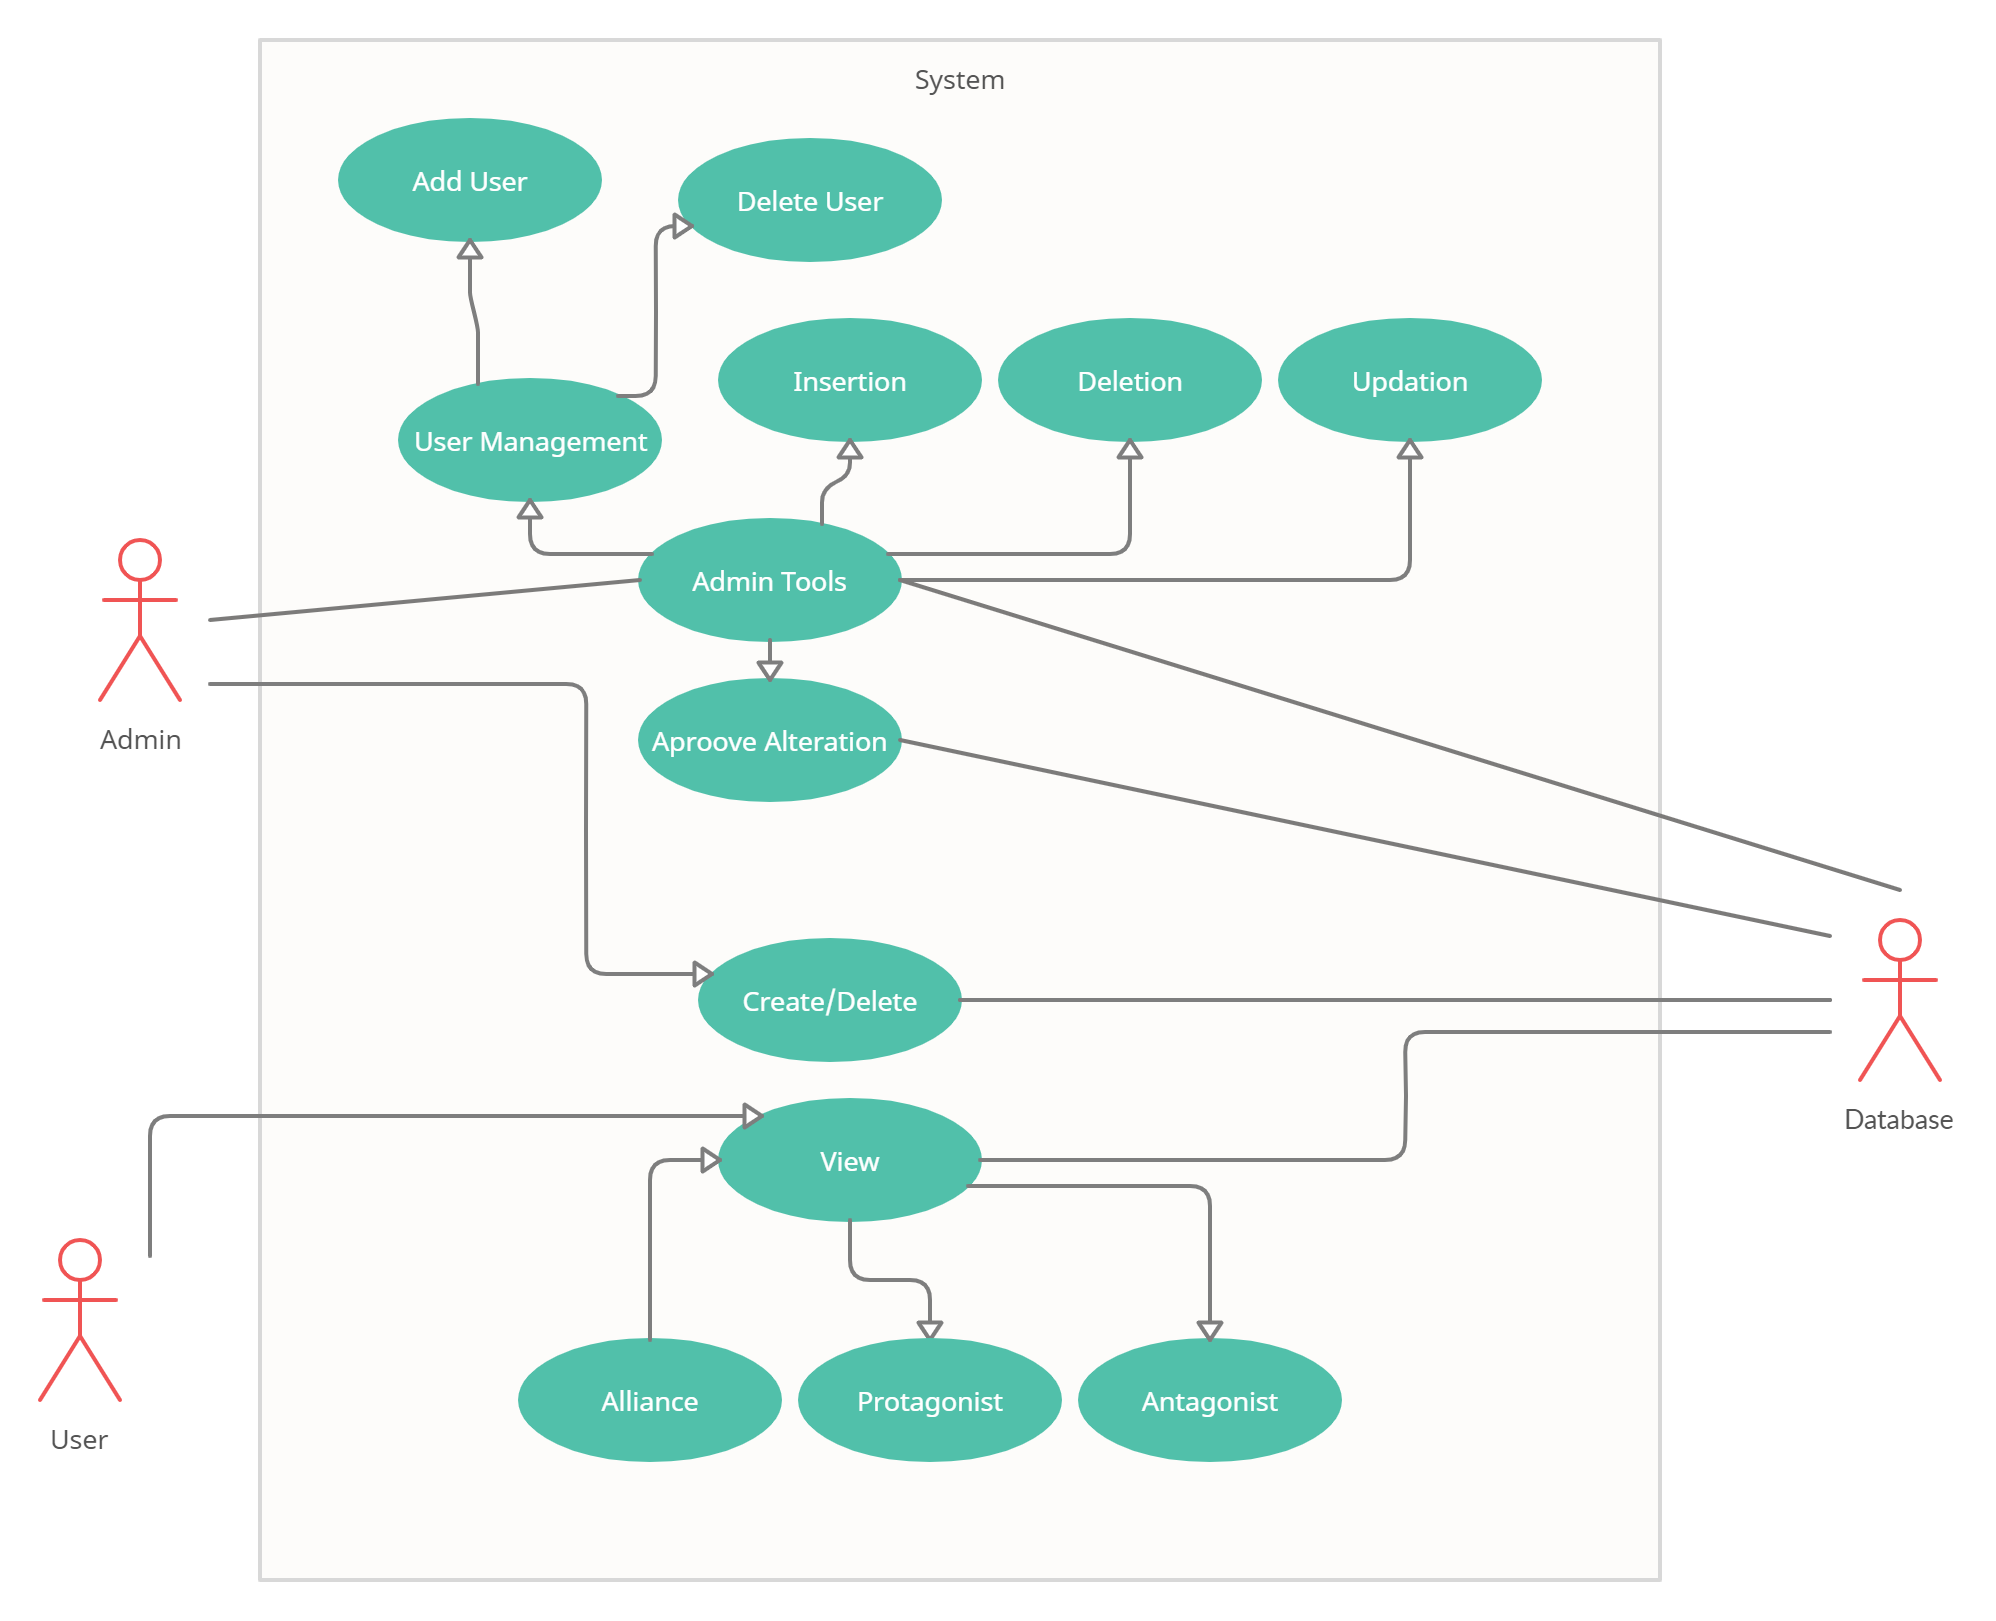 System
Add User
Delete User
Insertion
Deletion
Updation
User Management
Admin Tools
Admin
Aproove Alteration
Create/Delete
Database
View
Alliance
Protagonist
Antagonist
User